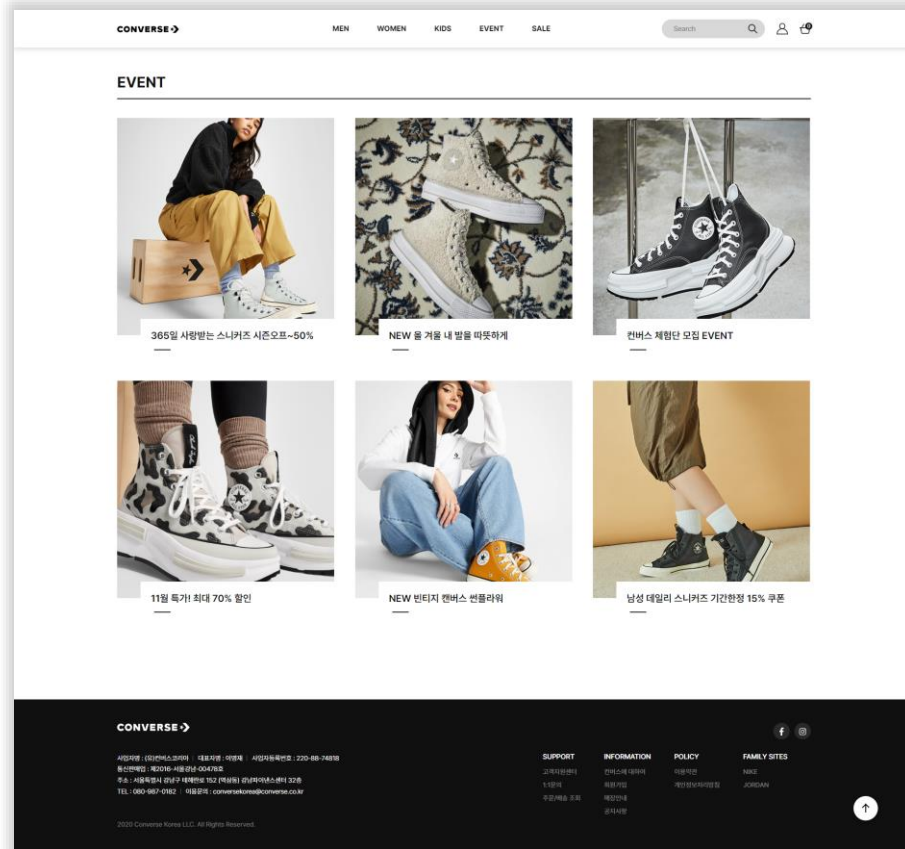 CONVERSE
MEN WOMEN KIDS EVENT SALE
Search
0
EVENT
365일 사랑받는 스니커즈 시즌오프~50%
NEW 울 겨울 내 발을 따뜻하게
컨버스 체험단 모집 EVENT
11월 특가! 최대 70% 할인
NEW 빈티지 캔버스 썬플라워
남성 데일리 스니커즈 기간한정 15% 쿠폰
CONVERSE
사업자명 : (유)컨버스코리아 | 대표자명 : 이명재 | 사업자등록번호 : 220-88-74818
통신판매업 : 제2016-서울강남-00478호
주소 : 서울특별시 강남구 테헤란로 152 (역삼동) 강남파이낸스센터 32층
TEL : 080-987-0182 | 이용문의 : conversekorea@converse.co.kr
2020 Converse Korea LLC. All Rights Reserved.
SUPPORT
고객지원센터
1:1문의
주문/배송 조회
INFORMATION
컨버스에 대하여
회원가입
매장안내
공지사항
POLICY
이용약관
개인정보처리방침
FAMILY SITES
NIKE
JORDAN